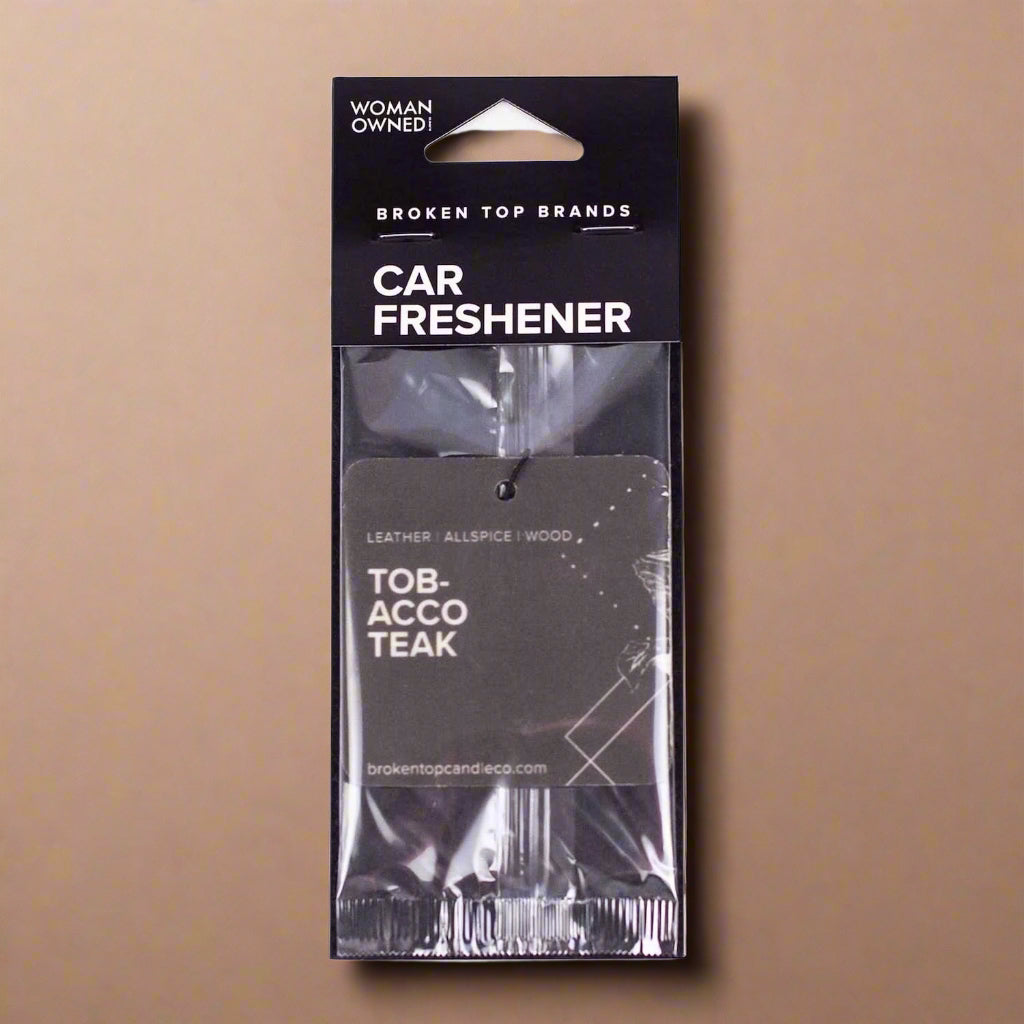 WOMAN
OWNED
BROKEN TOP BRANDS
CAR
FRESHENER
LEATHER | ALLSPICE | WOOD
TOB-
ACCO
TEAK
brokentopcandleco.com